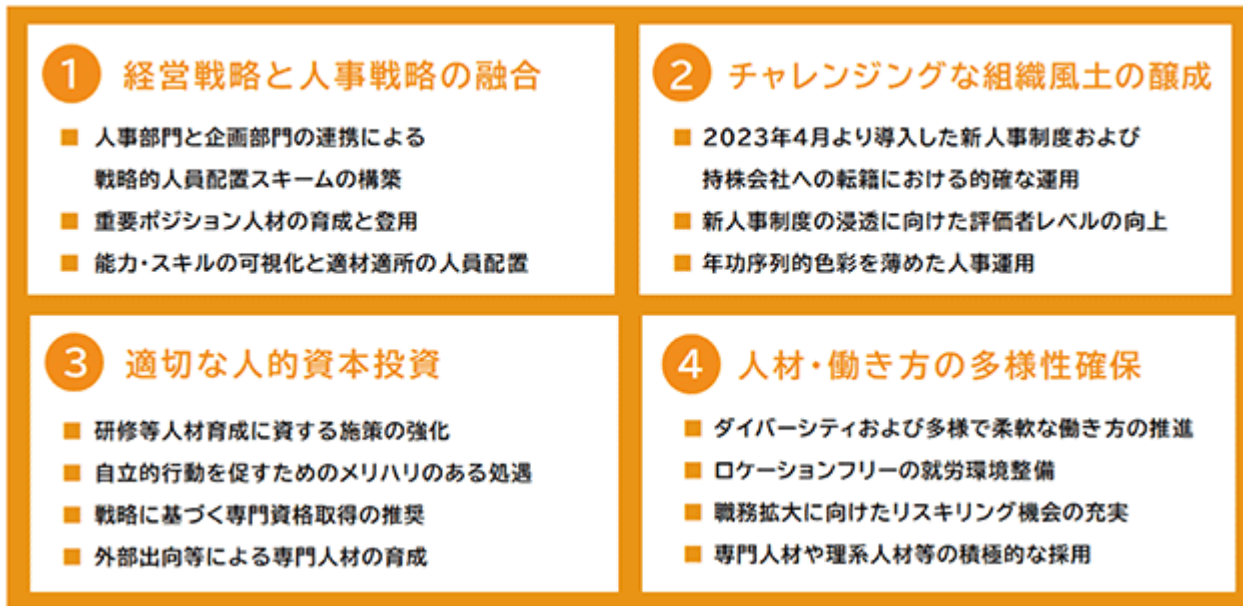 1 経営戦略と人事戦略の融合
■ 人事部門と企画部門の連携による
戦略的人員配置スキームの構築
■ 重要ポジション人材の育成と登用
■ 能力・スキルの可視化と適材適所の人員配置
2 チャレンジングな組織風土の醸成
■ 2023年4月より導入した新人事制度および
持株会社への転籍における的確な運用
■ 新人事制度の浸透に向けた評価者レベルの向上
■ 年功序列的色彩を薄めた人事運用
3 適切な人的資本投資
■ 研修等人材育成に資する施策の強化
■ 自立的行動を促すためのメリハリのある処遇
■ 戦略に基づく専門資格取得の推奨
■ 外部出向等による専門人材の育成
4 人材・働き方の多様性確保
■ ダイバーシティおよび多様で柔軟な働き方の推進
■ ロケーションフリーの就労環境整備
■ 職務拡大に向けたリスキリング機会の充実
■ 専門人材や理系人材等の積極的な採用